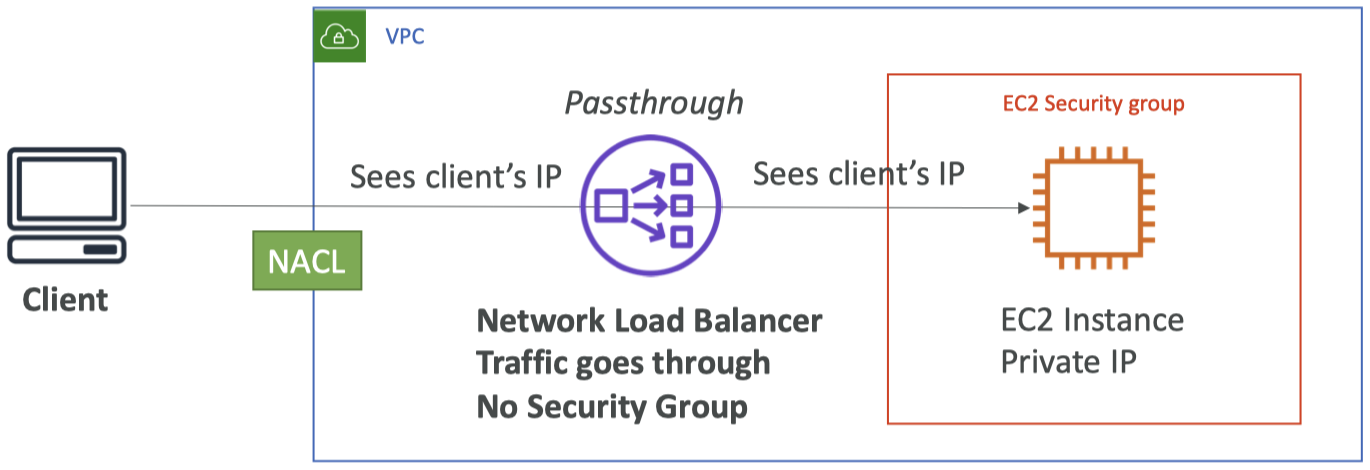 VPC
Passthrough
EC2 Security group
Sees client's IP
Sees client's IP
NACL
Client
Network Load Balancer
Traffic goes through
No Security Group
EC2 Instance
Private IP